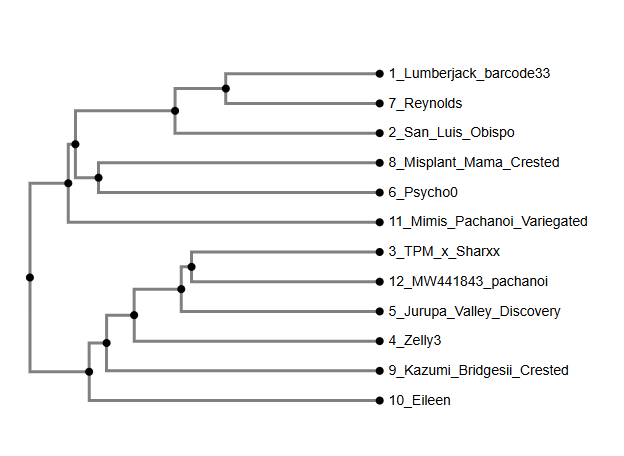 1_Lumberjack_barcode33
7_Reynolds
2_San_Luis_Obispo
8_Misplant_Mama_Crested
6_Psycho0
11_Mimis_Pachanoi_Variegated
3_TPM_x_Sharxx
12_MW441843_pachanoi
5_Jurupa_Valley_Discovery
4_Zelly3
9_Kazumi_Bridgesii_Crested
10_Eileen